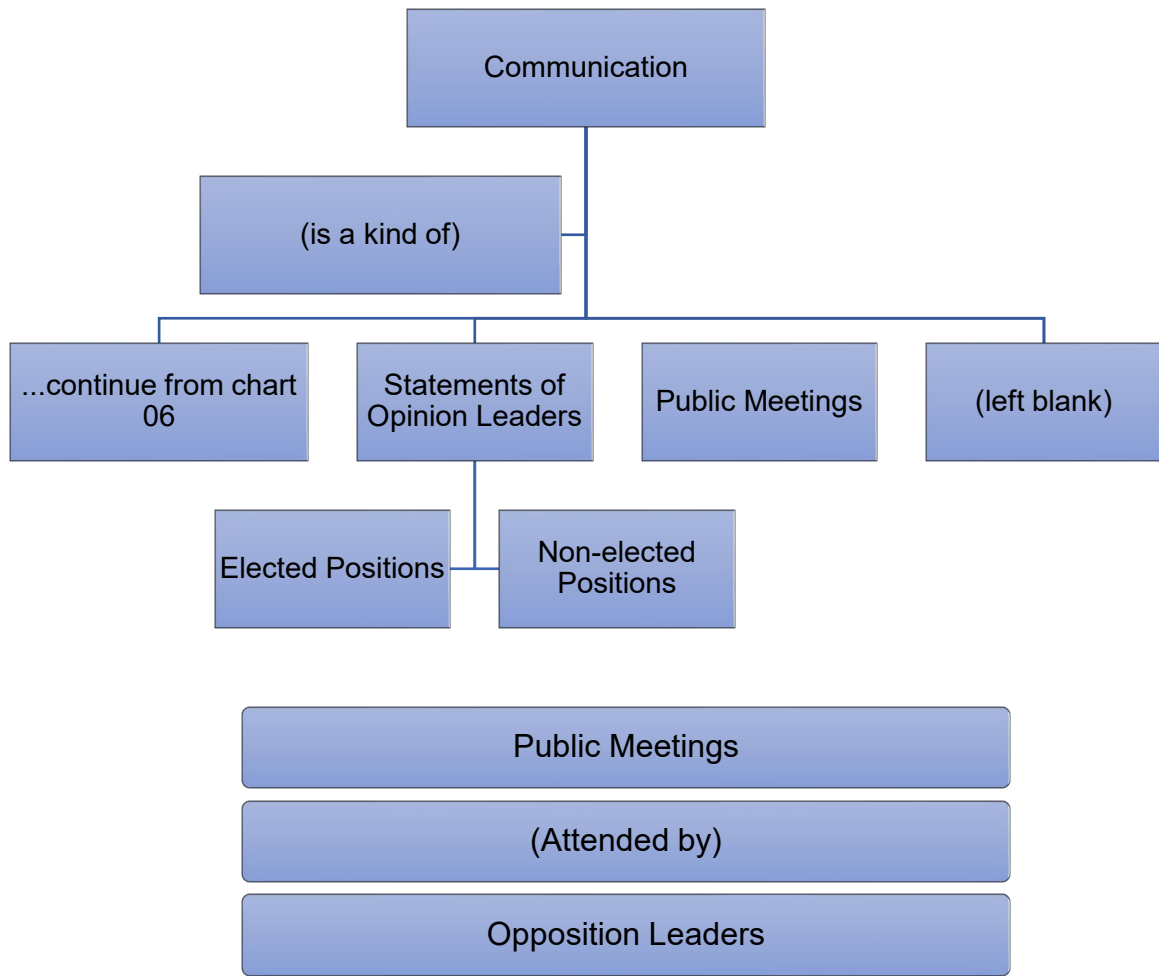 Communication
(is a kind of)
...continue from chart
06
Statements of
Opinion Leaders
Public Meetings
(left blank)
Elected Positions
Non-elected
Positions
Public Meetings
(Attended by)
Opposition Leaders